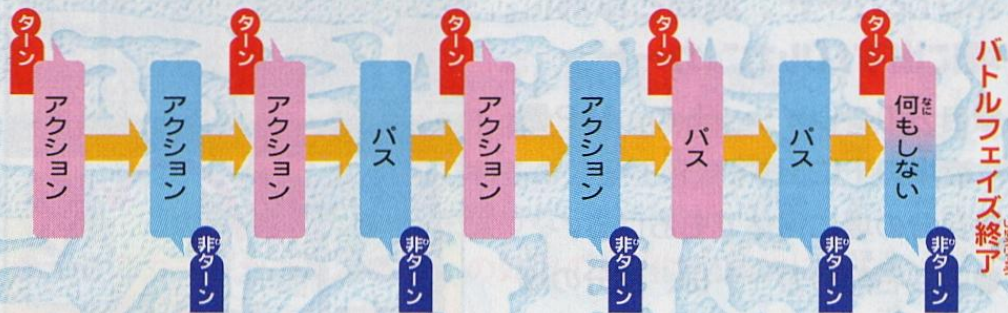 ターン
アクション
アクション
非ターン
ターン
アクション
パス
非ターン
ターン
アクション
アクション
非ターン
ターン
パス
パス
非ターン
ターン
何もしない
なに
非ターン
バトルフェイズ終了